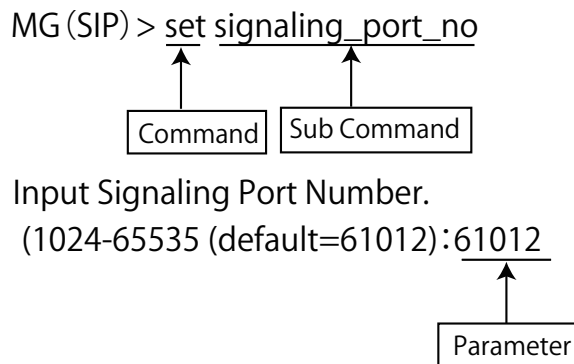 MG(SIP) > set signaling_port_no
Command
Sub Command
Input Signaling Port Number.
(1024-65535 (default=61012):61012
Parameter